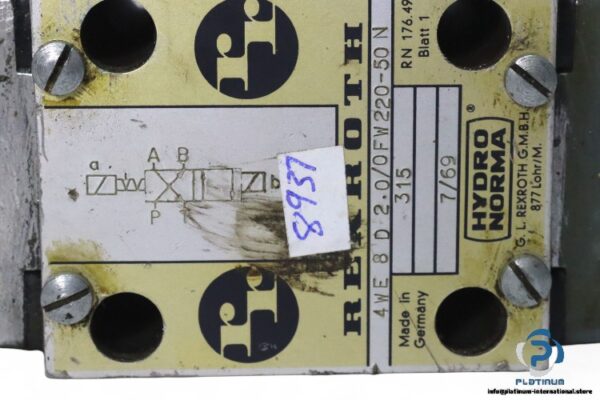 REXROTH
4WE 8 D 2.0/OFW220-50 N
315
7/69
Made in
Germany
HYDRO
NORMA
®
G. L. REXROTH G.M.B.H.
877 Lohr/M.
RN 176.49
Blatt 1
a
A B
P
b
8937
PLATINUM
info@platinum-international.store